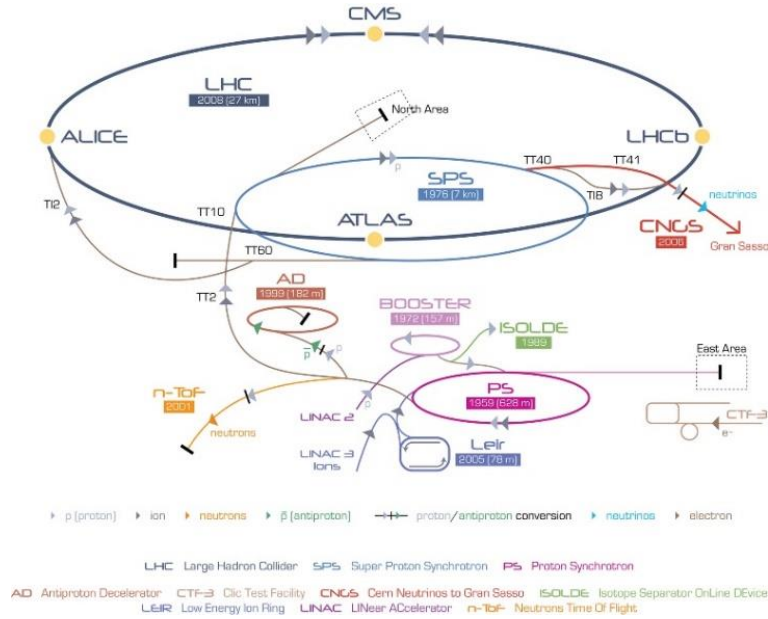 CMS
LHC
2008 (27 km)
North Area
ALICE
LHCb
TT40
TT41
SPS
1976 (7 km)
TI8
neutrinos
TT10
ATLAS
CNGS
2006
Gran Sasso
TI2
TT60
AD
1999 (182 m)
TT2
BOOSTER
1972 (157 m)
ISOLDE
1989
East Area
p
p̄
p
n-ToF
2001
PS
1959 (628 m)
LINAC 2
p
neutrons
CTF-3
e-
LINAC 3
Ions
Leir
2005 (78 m)
p (proton) ion neutrons p̄ (antiproton) proton/antiproton conversion neutrinos electron
LHC Large Hadron Collider SPS Super Proton Synchrotron PS Proton Synchrotron
AD Antiproton Decelerator CTF-3 Clic Test Facility CNGS Cern Neutrinos to Gran Sasso ISOLDE Isotope Separator OnLine DEvice
LEIR Low Energy Ion Ring LINAC LINear ACcelerator n-ToF Neutrons Time Of Flight